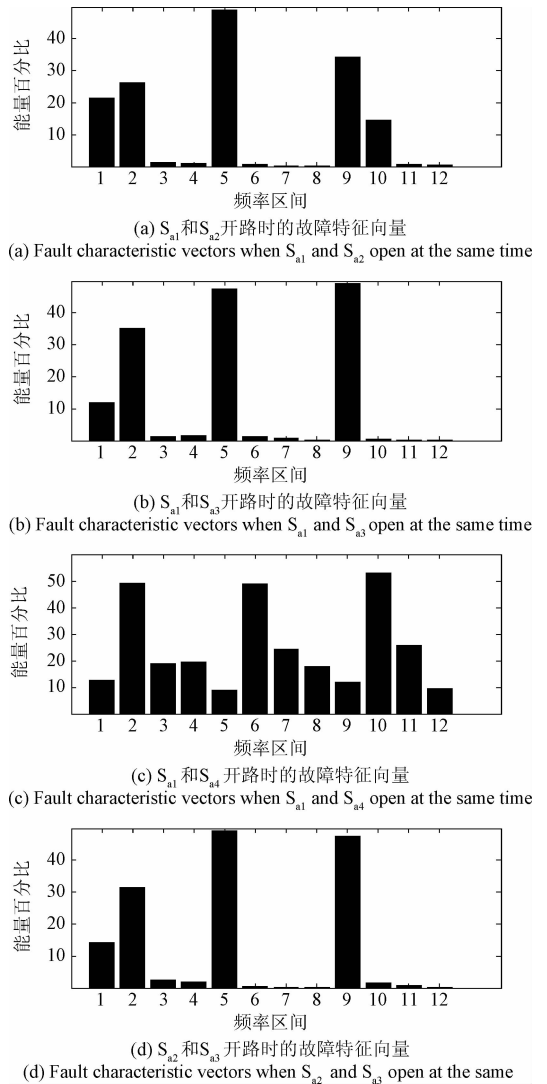 能量百分比
40
30
20
10
1 2 3 4 5 6 7 8 9 10 11 12
频率区间
(a) Sa1和Sa2开路时的故障特征向量
(a) Fault characteristic vectors when Sa1 and Sa2 open at the same time
能量百分比
40
30
20
10
1 2 3 4 5 6 7 8 9 10 11 12
频率区间
(b) Sa1和Sa3开路时的故障特征向量
(b) Fault characteristic vectors when Sa1 and Sa3 open at the same time
能量百分比
50
40
30
20
10
1 2 3 4 5 6 7 8 9 10 11 12
频率区间
(c) Sa1和Sa4开路时的故障特征向量
(c) Fault characteristic vectors when Sa1 and Sa4 open at the same time
能量百分比
40
30
20
10
1 2 3 4 5 6 7 8 9 10 11 12
频率区间
(d) Sa2和Sa3开路时的故障特征向量
(d) Fault characteristic vectors when Sa2 and Sa3 open at the same